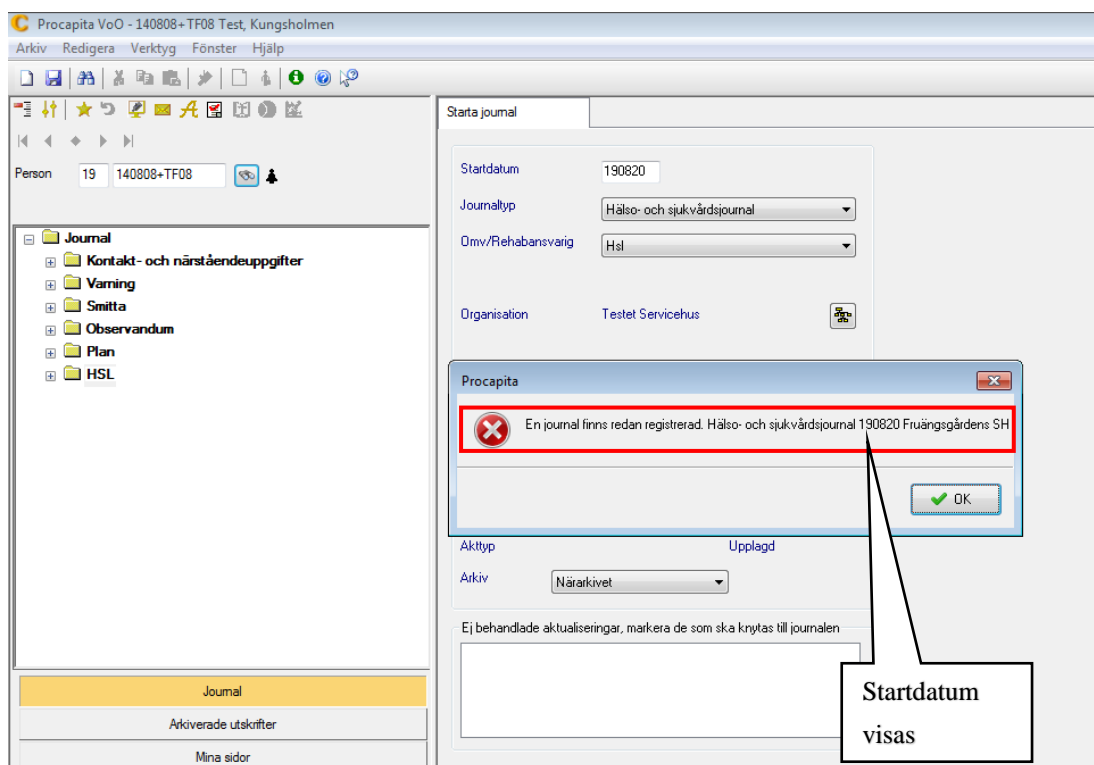 Procapita VoO - 140808+TF08 Test, Kungsholmen
Arkiv Redigera Verktyg Fönster Hjälp
Person 19 140808+TF08
Journal
Kontakt- och närståendeuppgifter
Varning
Smitta
Observandum
Plan
HSL
Journal
Arkiverade utskrifter
Mina sidor
Starta journal
Startdatum 190820
Journaltyp Hälso- och sjukvårdsjournal
Omv/Rehabansvarig Hsl
Organisation Testet Servicehus
Procapita
En journal finns redan registrerad. Hälso- och sjukvårdsjournal 190820 Fruängsgårdens SH
OK
Akttyp Upplagd
Arkiv Närarkivet
Ej behandlade aktualiseringar, markera de som ska knytas till journalen
Startdatum
visas